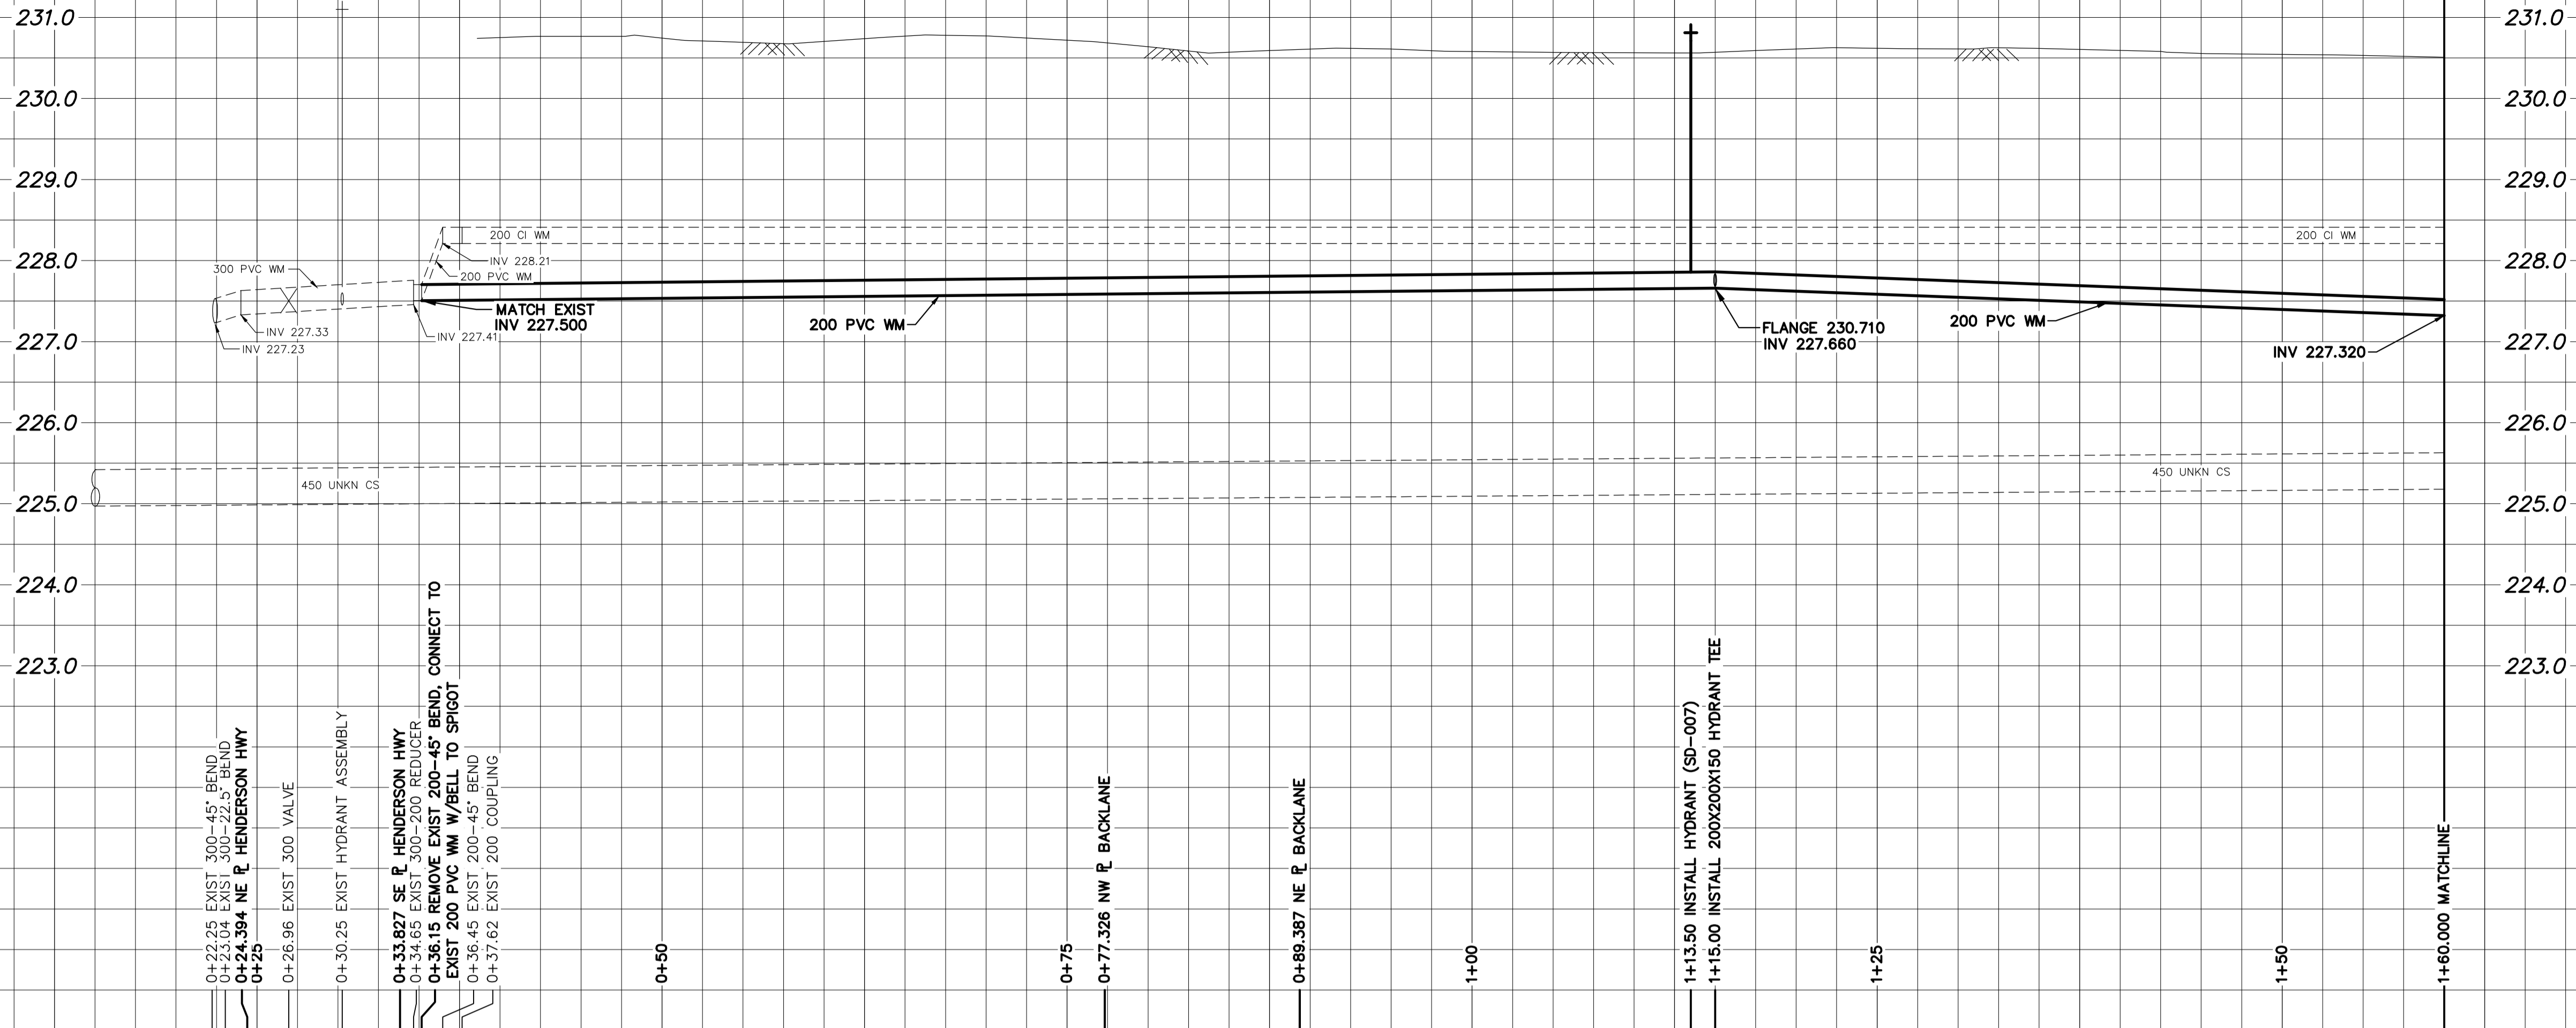 231.0
231.0
230.0
230.0
229.0
229.0
200 CI WM
200 CI WM
228.0
INV 228.21
228.0
300 PVC WM
200 PVC WM
MATCH EXIST
INV 227.500
200 PVC WM
FLANGE 230.710
INV 227.660
200 PVC WM
INV 227.33
INV 227.41
INV 227.23
INV 227.320
227.0
227.0
226.0
226.0
450 UNKN CS
450 UNKN CS
225.0
225.0
224.0
224.0
223.0
223.0
0+22.25 EXIST 300-45° BEND
0+23.04 EXIST 300-22.5° BEND
0+24.394 NE PL HENDERSON HWY
0+25
0+26.96 EXIST 300 VALVE
0+30.25 EXIST HYDRANT ASSEMBLY
0+33.827 SE PL HENDERSON HWY
0+34.65 EXIST 300-200 REDUCER
0+36.15 REMOVE EXIST 200-45° BEND, CONNECT TO
EXIST 200 PVC WM W/BELL TO SPIGOT
0+36.45 EXIST 200-45° BEND
0+37.62 EXIST 200 COUPLING
0+50
0+75
0+77.326 NW PL BACKLANE
0+89.387 NE PL BACKLANE
1+00
1+13.50 INSTALL HYDRANT (SD-007)
1+15.00 INSTALL 200X200X150 HYDRANT TEE
1+25
1+50
1+60.000 MATCHLINE